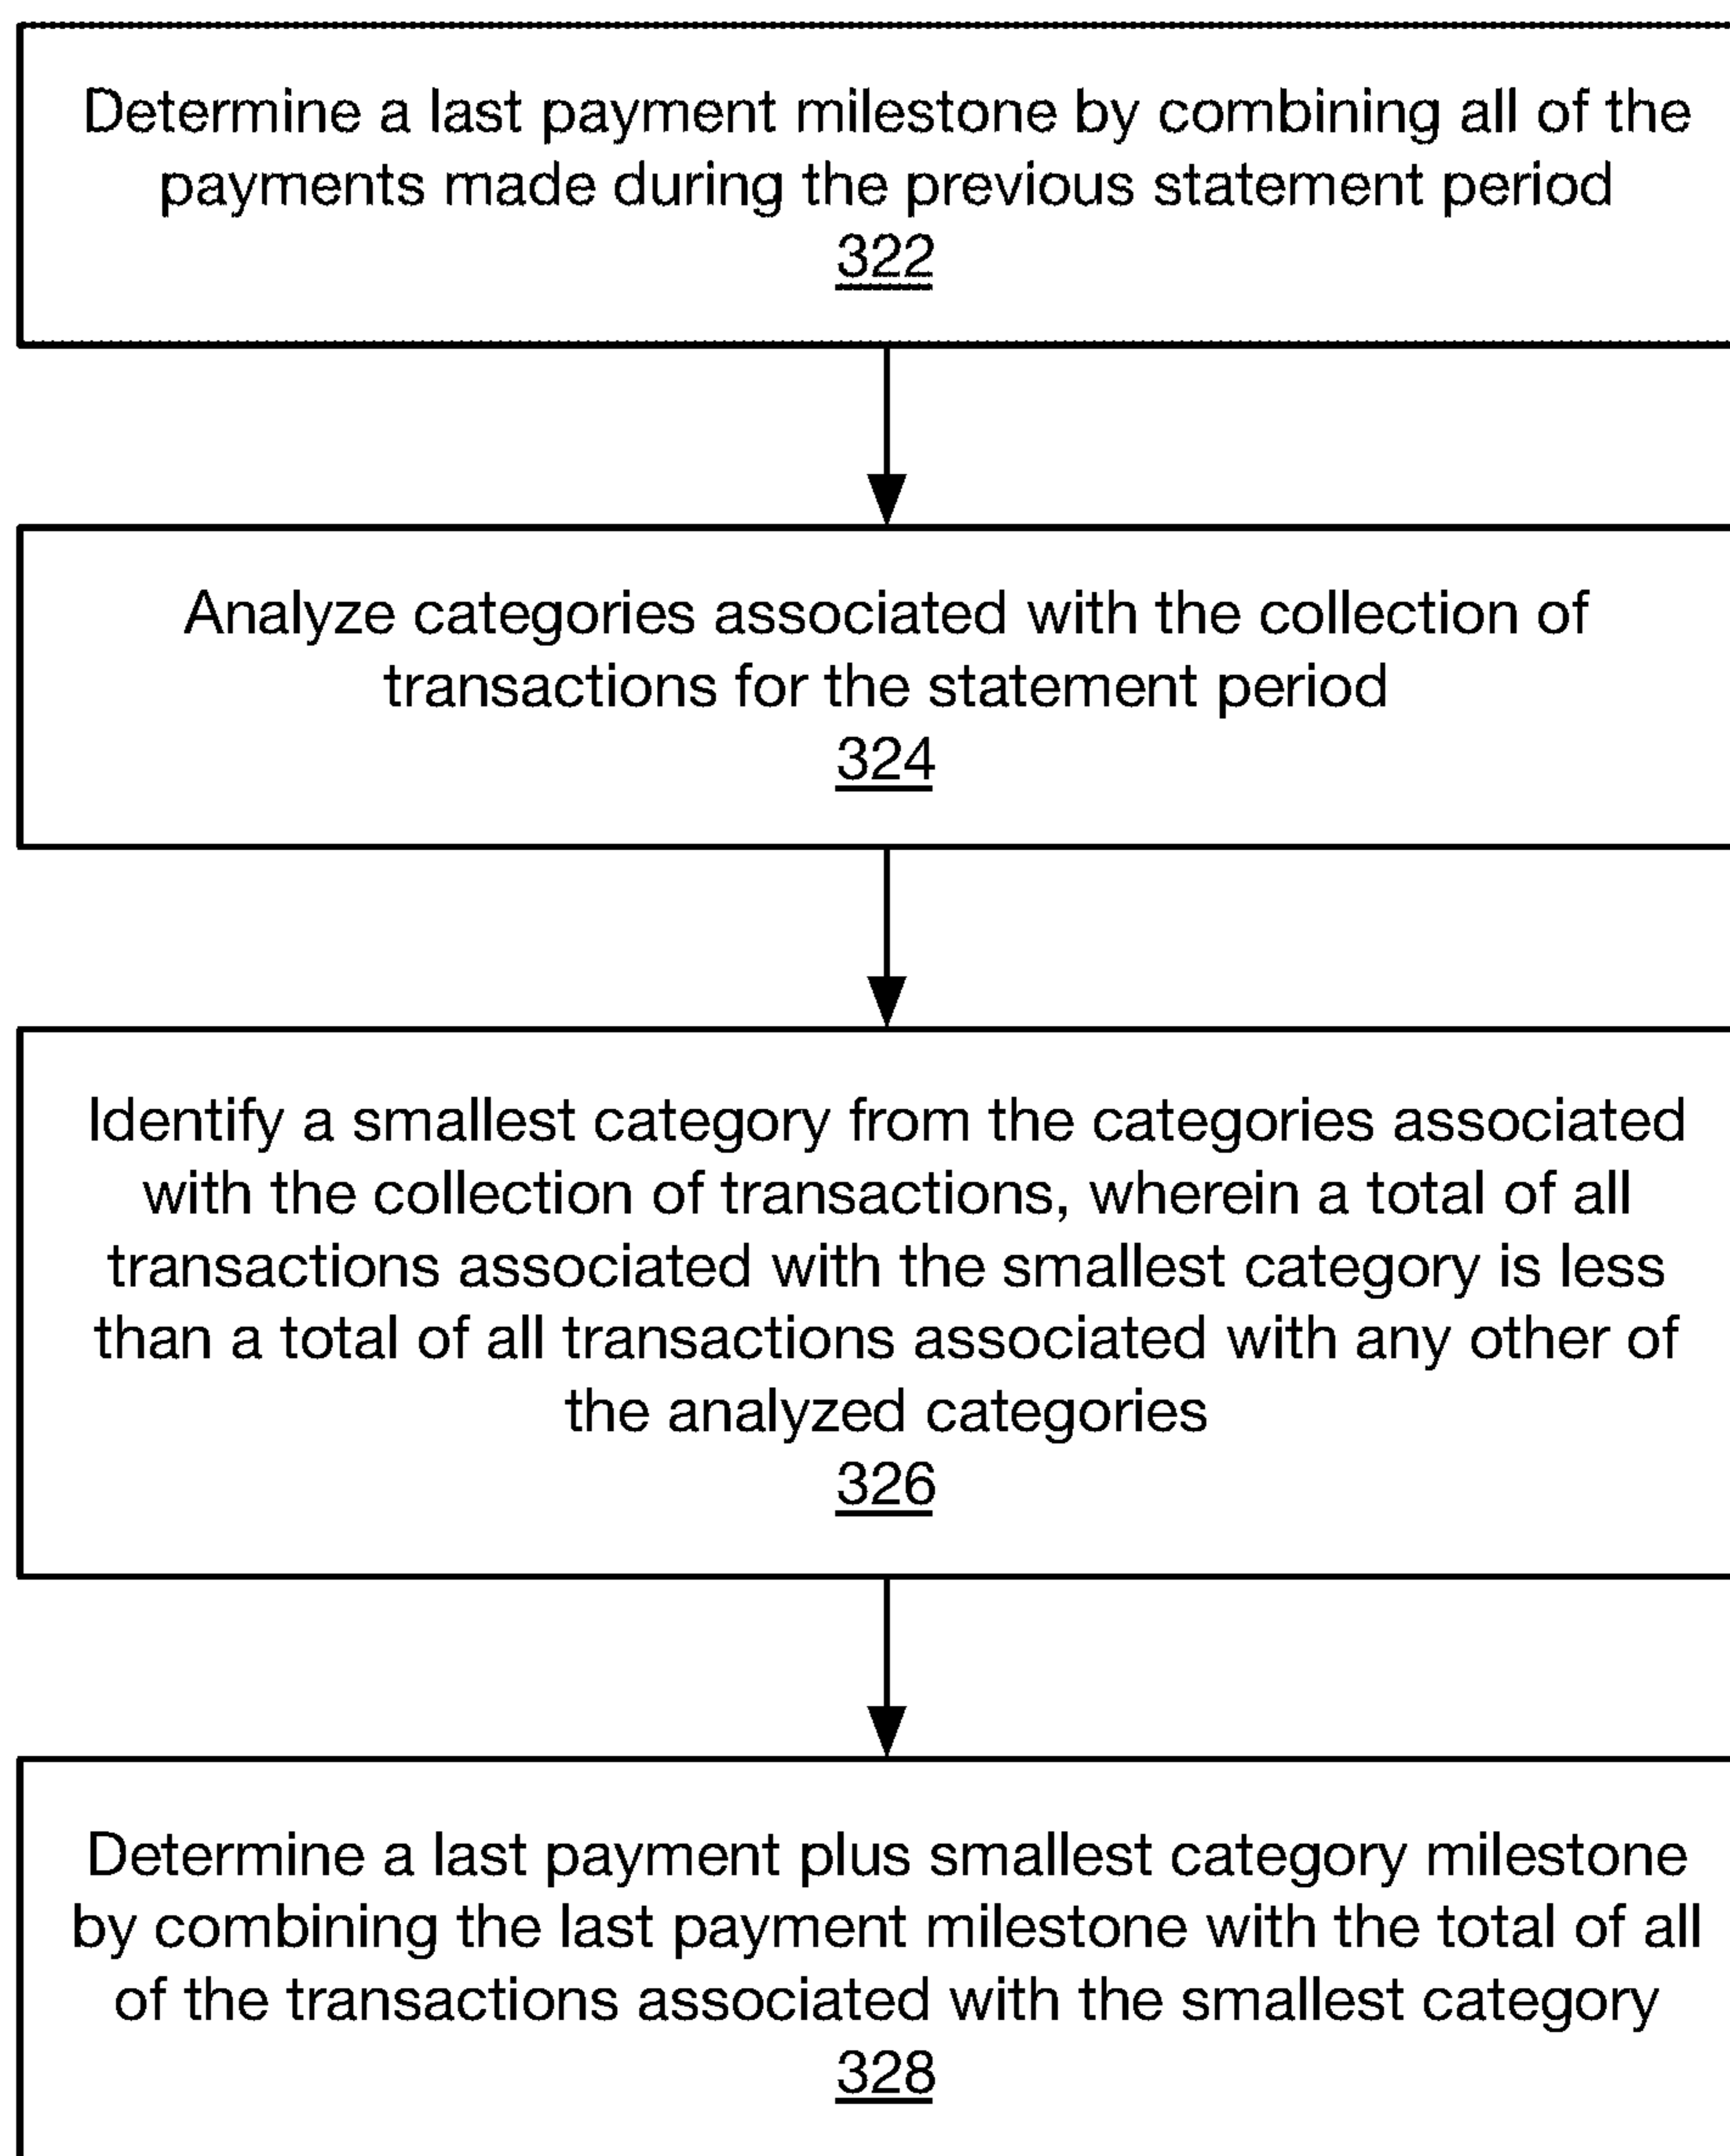 Determine a last payment milestone by combining all of the
payments made during the previous statement period
322
Analyze categories associated with the collection of
transactions for the statement period
324
Identify a smallest category from the categories associated
with the collection of transactions, wherein a total of all
transactions associated with the smallest category is less
than a total of all transactions associated with any other of
the analyzed categories
326
Determine a last payment plus smallest category milestone
by combining the last payment milestone with the total of all
of the transactions associated with the smallest category
328